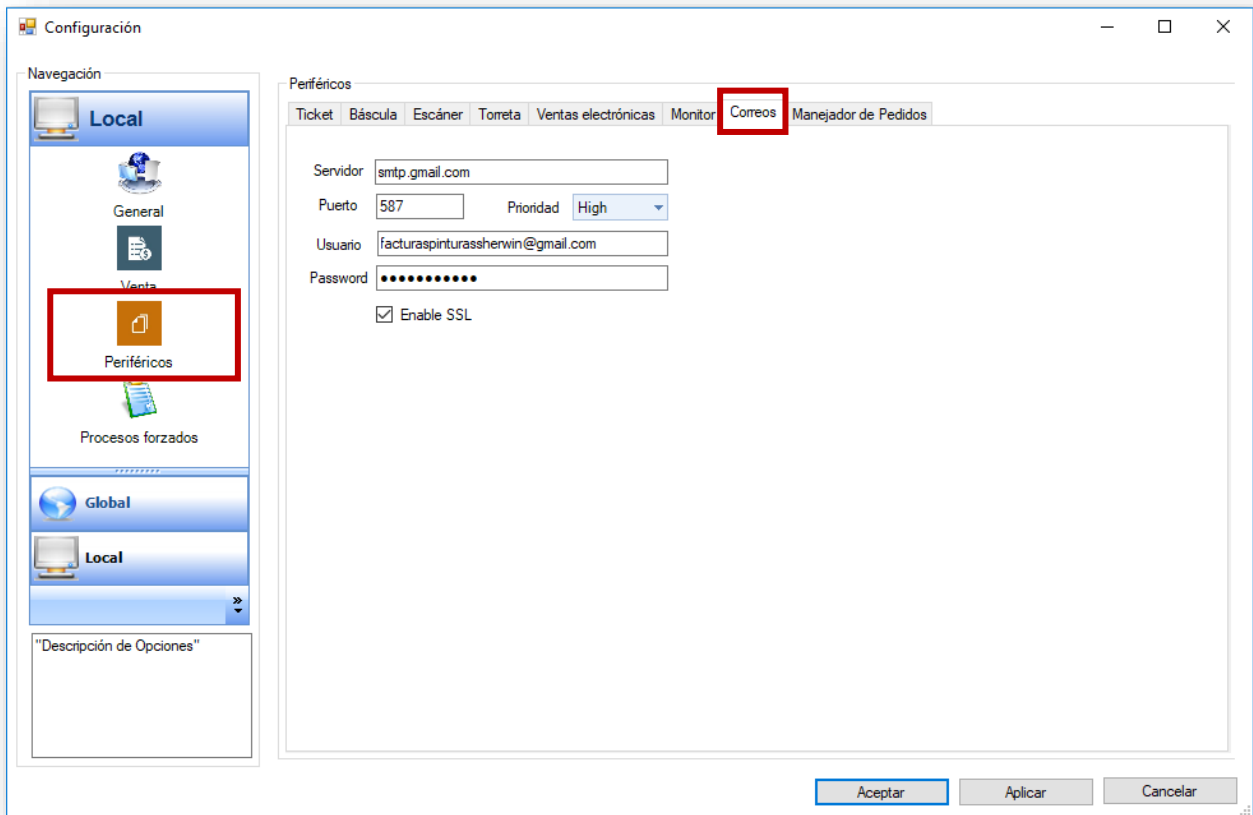 Configuración
Navegación
Local
General
Venta
Periféricos
Procesos forzados
Global
Local
"Descripción de Opciones"
Periféricos
Ticket Báscula Escáner Torreta Ventas electrónicas Monitor Correos Manejador de Pedidos
Servidor smtp.gmail.com
Puerto 587 Prioridad High
Usuario facturaspinturassherwin@gmail.com
Password •••••••••••
Enable SSL
Aceptar Aplicar Cancelar